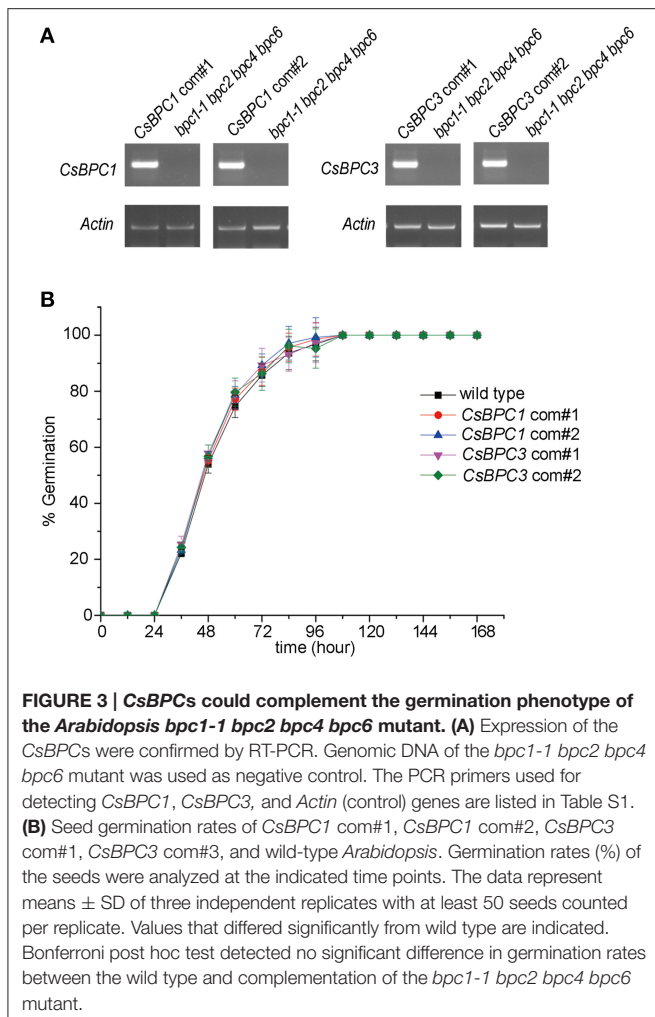 A
CsBPC1 com#1
bpc1-1 bpc2 bpc4 bpc6
CsBPC1 com#2
bpc1-1 bpc2 bpc4 bpc6
CsBPC3 com#1
bpc1-1 bpc2 bpc4 bpc6
CsBPC3 com#2
bpc1-1 bpc2 bpc4 bpc6
CsBPC1
CsBPC3
Actin
Actin
B
100
80
60
40
20
0
% Germination
0 24 48 72 96 120 144 168
time (hour)
wild type
CsBPC1 com#1
CsBPC1 com#2
CsBPC3 com#1
CsBPC3 com#2
FIGURE 3 | CsBPCs could complement the germination phenotype of
the Arabidopsis bpc1-1 bpc2 bpc4 bpc6 mutant. (A) Expression of the
CsBPCs were confirmed by RT-PCR. Genomic DNA of the bpc1-1 bpc2 bpc4
bpc6 mutant was used as negative control. The PCR primers used for
detecting CsBPC1, CsBPC3, and Actin (control) genes are listed in Table S1.
(B) Seed germination rates of CsBPC1 com#1, CsBPC1 com#2, CsBPC3
com#1, CsBPC3 com#3, and wild-type Arabidopsis. Germination rates (%) of
the seeds were analyzed at the indicated time points. The data represent
means ± SD of three independent replicates with at least 50 seeds counted
per replicate. Values that differed significantly from wild type are indicated.
Bonferroni post hoc test detected no significant difference in germination rates
between the wild type and complementation of the bpc1-1 bpc2 bpc4 bpc6
mutant.